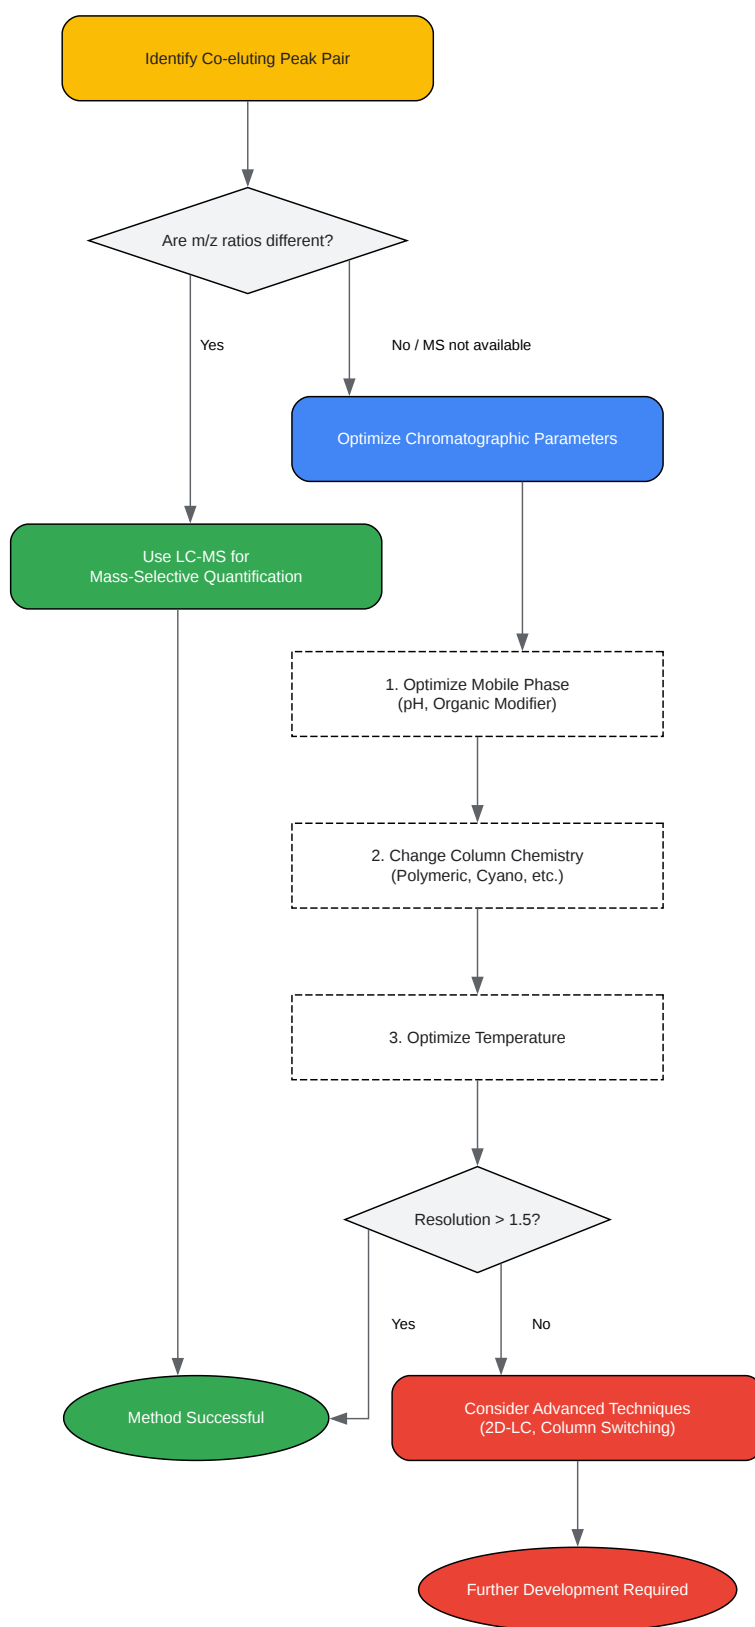 Identify Co-eluting Peak Pair
Are m/z ratios different?
Yes
No / MS not available
Optimize Chromatographic Parameters
Use LC-MS for
Mass-Selective Quantification
1. Optimize Mobile Phase
(pH, Organic Modifier)
2. Change Column Chemistry
(Polymeric, Cyano, etc.)
3. Optimize Temperature
Resolution > 1.5?
Yes
No
Method Successful
Consider Advanced Techniques
(2D-LC, Column Switching)
Further Development Required